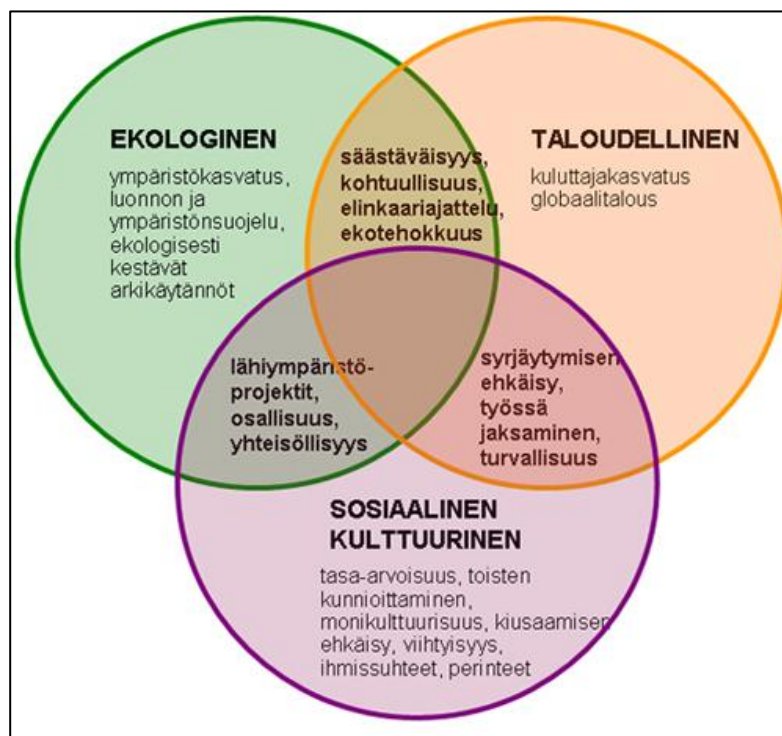 EKOLOGINEN
ympäristökasvatus,
luonnon ja
ympäristönsuojelu,
ekologisesti
kestävät
arkikäytännöt
säästäväisyys,
kohtuullisuus,
elinkaariajattelu,
ekotehokkuus
TALOUDELLINEN
kuluttajakasvatus
globaalitalous
lähiympäristö-
projektit,
osallisuus,
yhteisöllisyys
syrjäytymisen
ehkäisy,
työssä
jaksaminen,
turvallisuus
SOSIAALINEN
KULTTUURINEN
tasa-arvoisuus, toisten
kunnioittaminen,
monikulttuurisuus, kiusaamisen
ehkäisy, viihtyisyys,
ihmissuhteet, perinteet